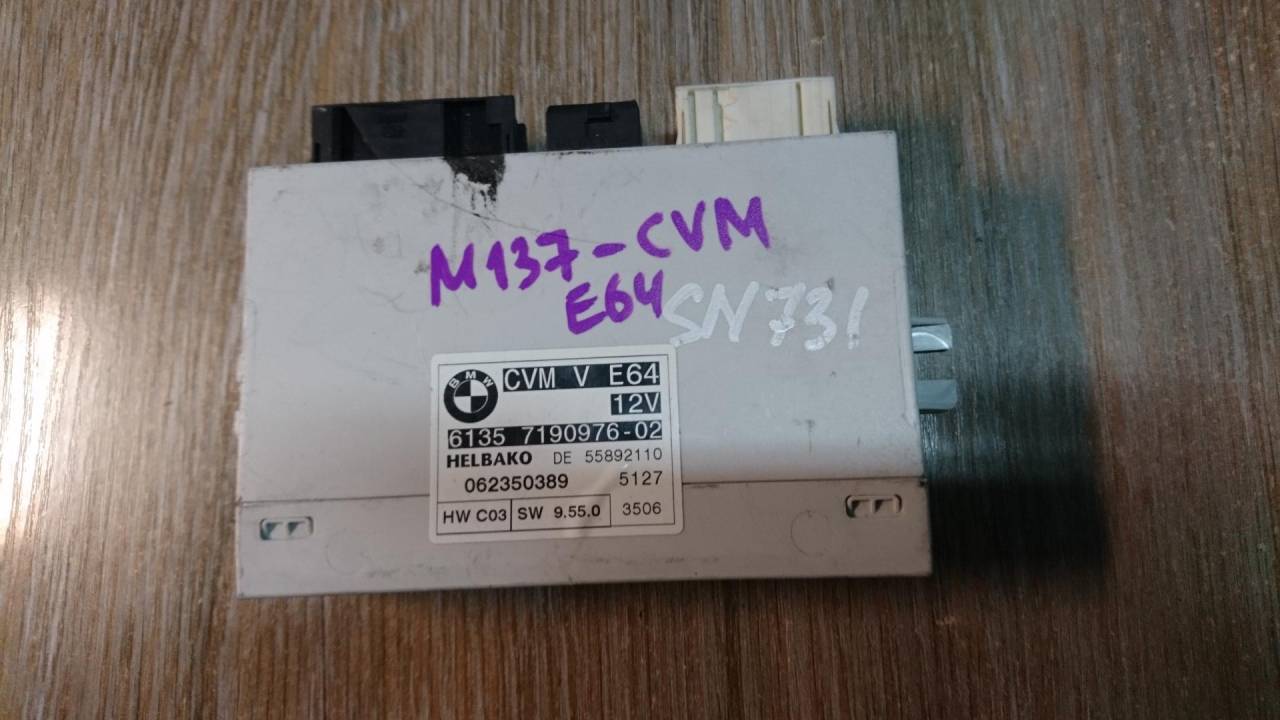 M137-CVM
E64
SN731
BMW
CVM V E64
12V
6135 7190976-02
HELBAKO DE 55892110
062350389 5127
HW C03 SW 9.55.0 3506